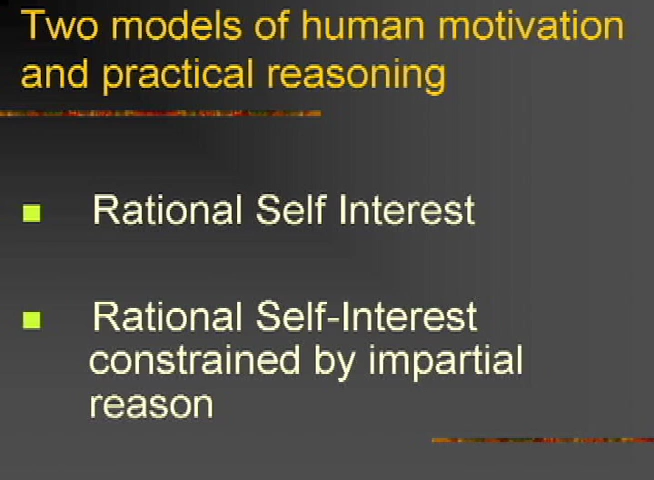 Two models of human motivation
and practical reasoning
Rational Self Interest
Rational Self-Interest
constrained by impartial
reason